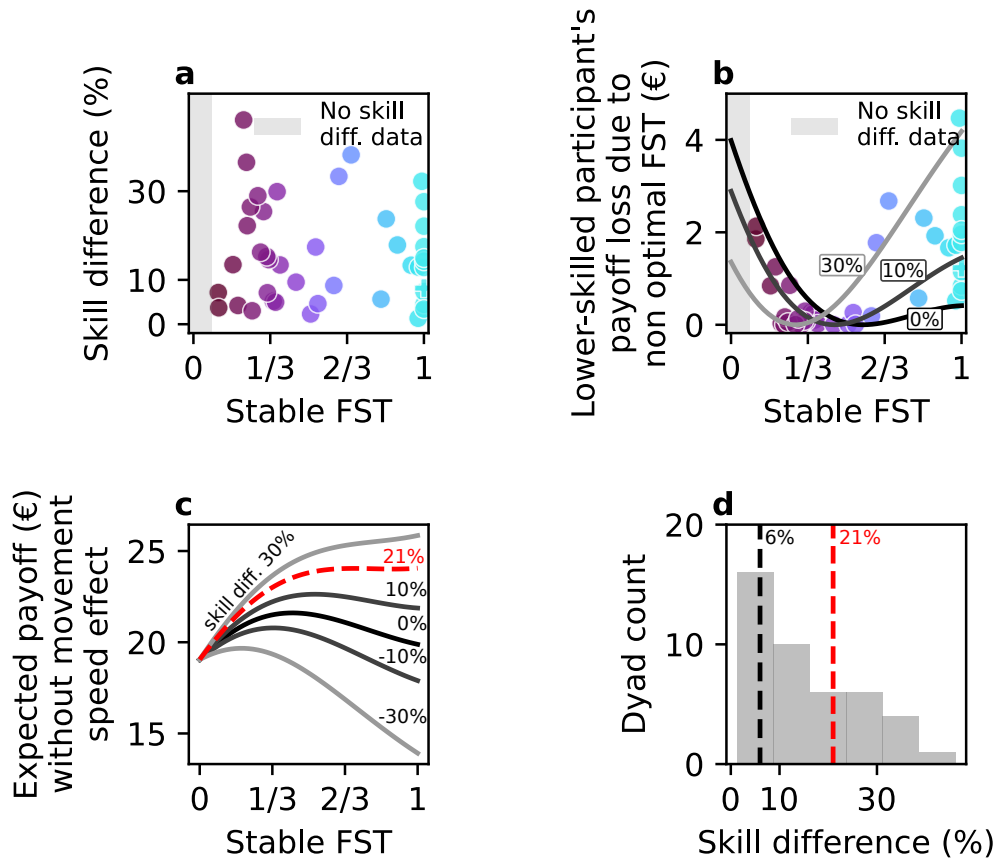 a
Skill difference (%)
30
10
0
No skill
diff. data
0
1/3
2/3
1
Stable FST
b
Lower-skilled participant's
payoff loss due to
non optimal FST (€)
4
2
0
No skill
diff. data
30%
10%
0%
0
1/3
2/3
1
Stable FST
c
Expected payoff (€)
without movement
speed effect
25
20
15
skill diff. 30%
21%
10%
0%
-10%
-30%
0
1/3
2/3
1
Stable FST
d
Dyad count
20
10
0
6%
21%
0
10
30
Skill difference (%)